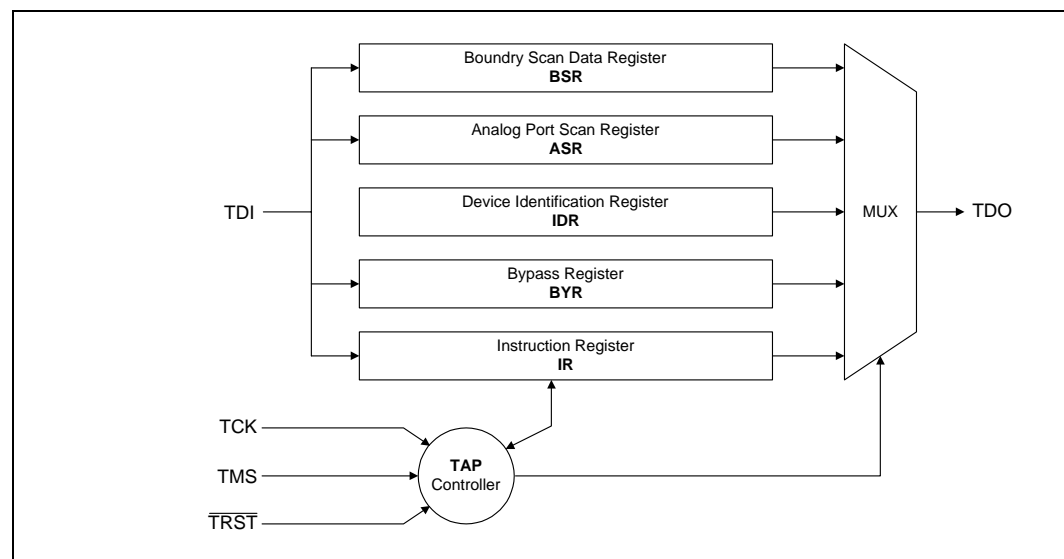 Boundry Scan Data Register
BSR
Analog Port Scan Register
ASR
Device Identification Register
IDR
TDI
MUX
TDO
Bypass Register
BYR
Instruction Register
IR
TCK
TAP
Controller
TMS
TRST